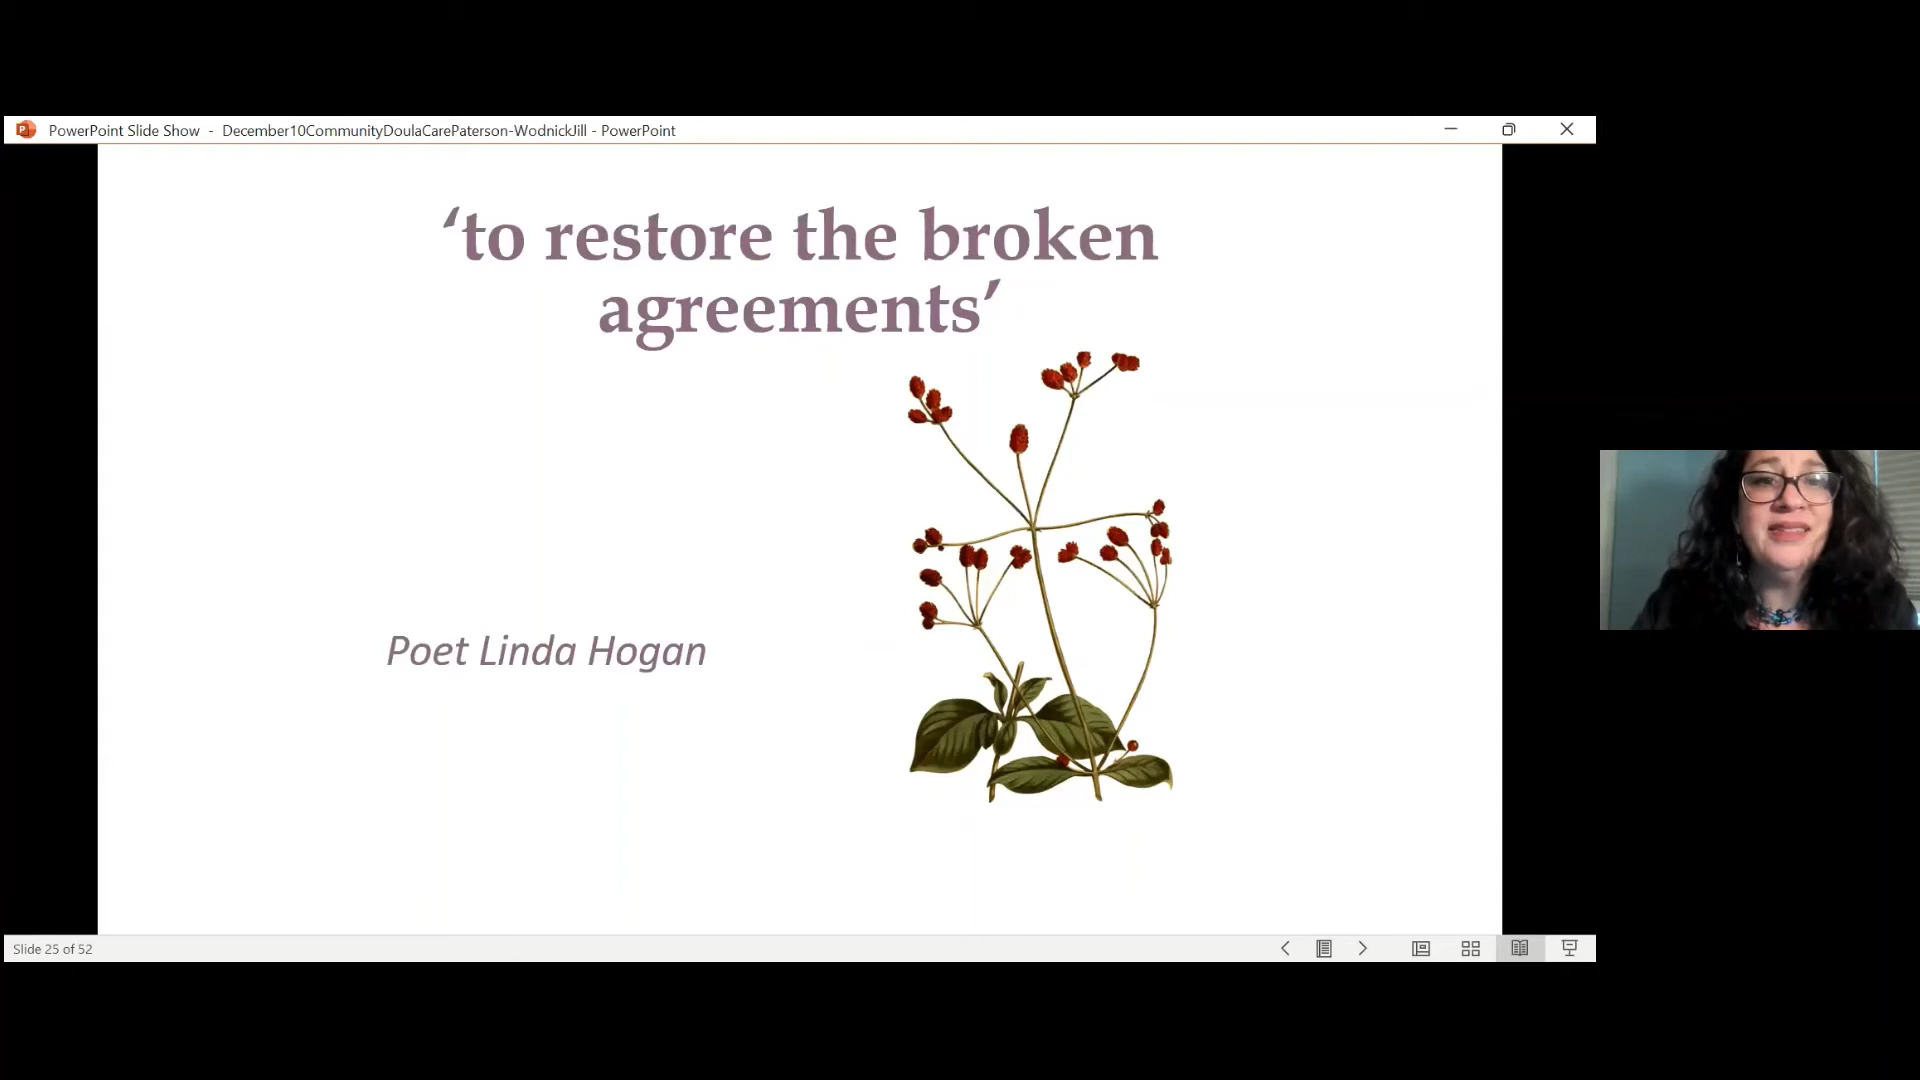 PowerPoint Slide Show - December10CommunityDoulaCarePaterson-WodnickJill - PowerPoint
‘to restore the broken
agreements’
Poet Linda Hogan
Slide 25 of 52